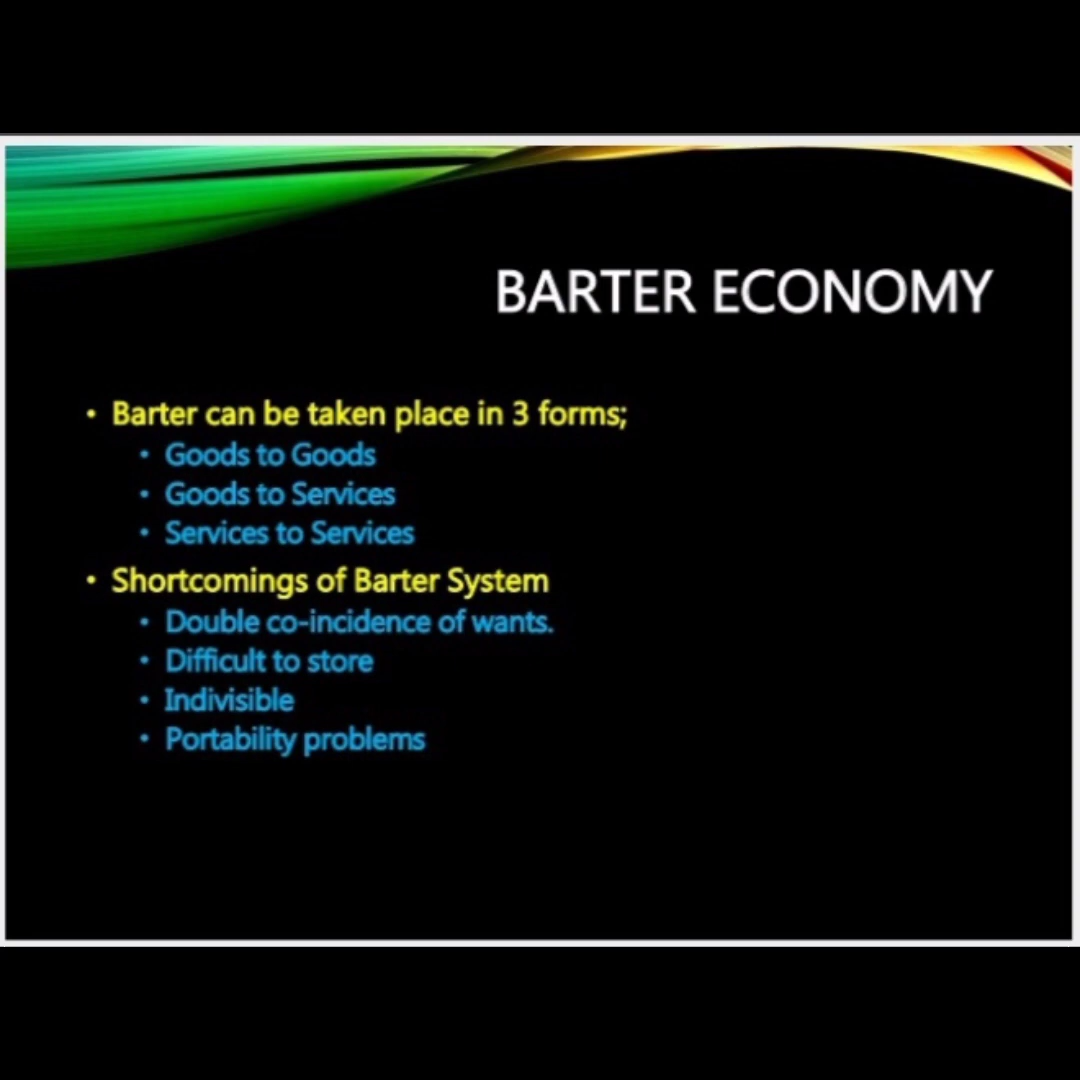 BARTER ECONOMY
• Barter can be taken place in 3 forms;
• Goods to Goods
• Goods to Services
• Services to Services
• Shortcomings of Barter System
• Double co-incidence of wants.
• Difficult to store
• Indivisible
• Portability problems